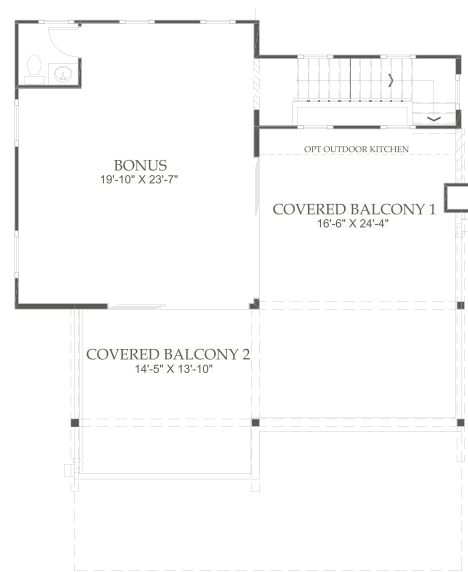 OPT OUTDOOR KITCHEN
BONUS
19'-10" X 23'-7"
COVERED BALCONY 1
16'-6" X 24'-4"
COVERED BALCONY 2
14'-5" X 13'-10"